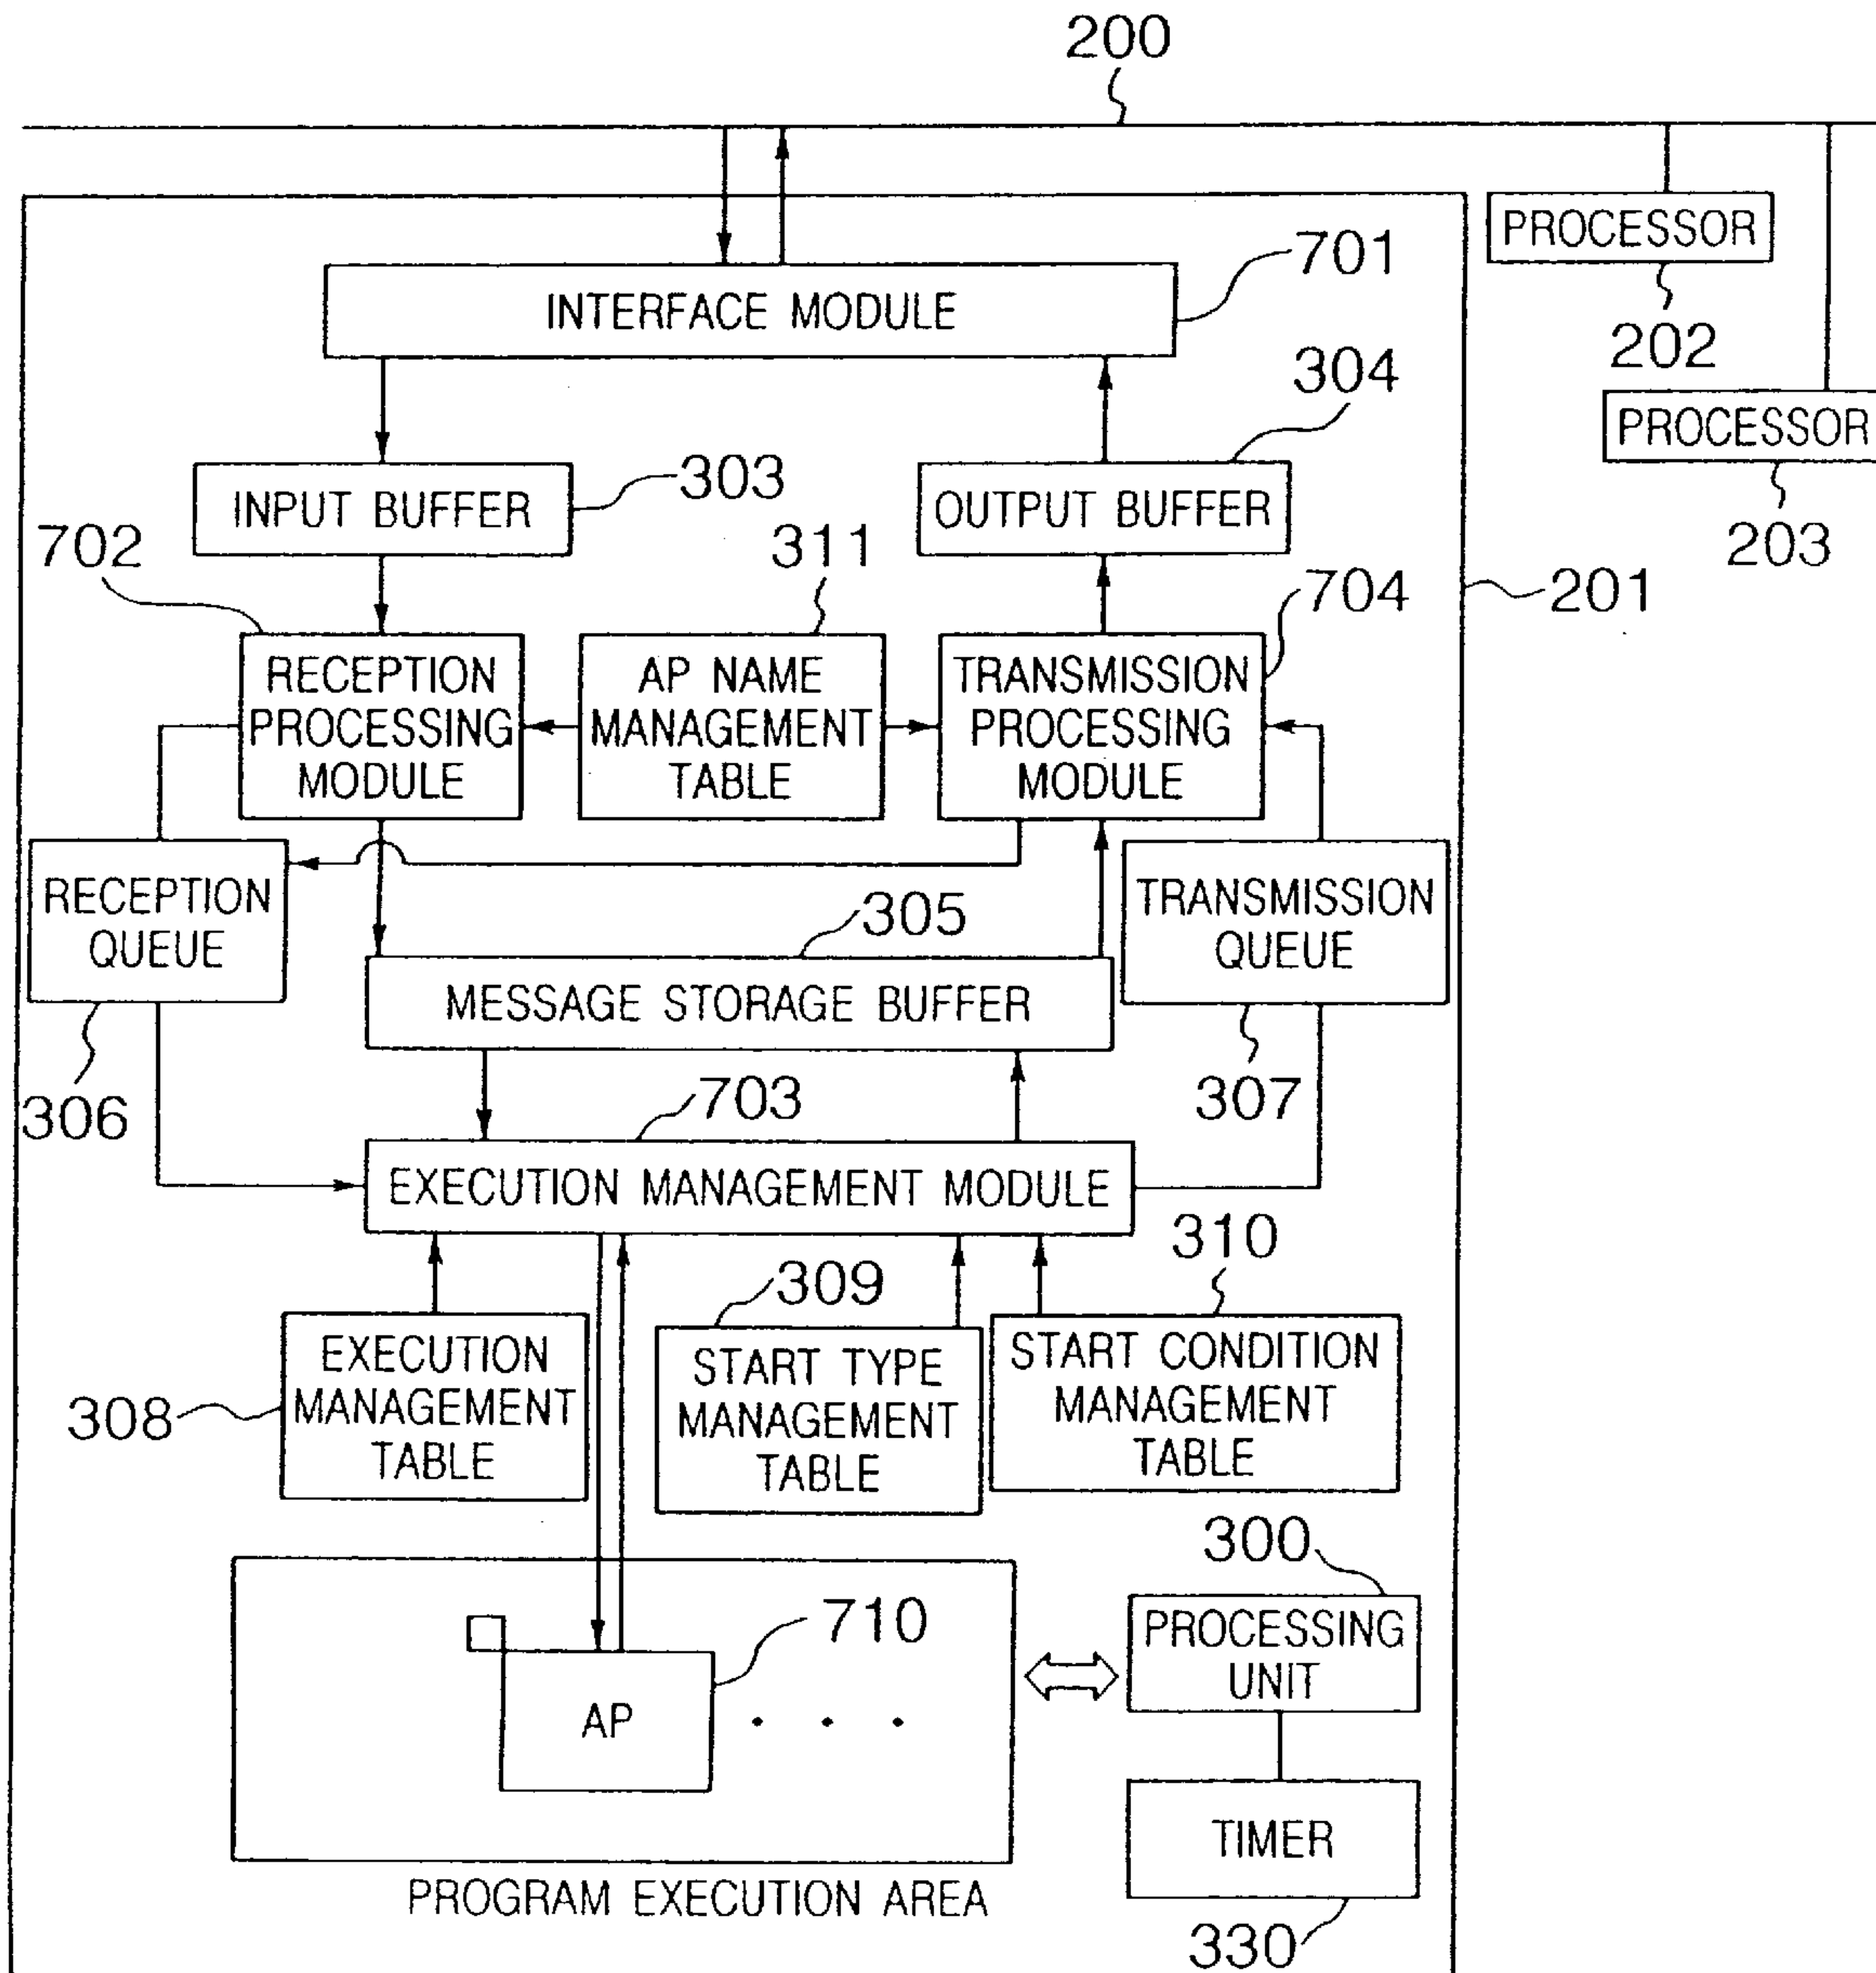 200
PROCESSOR
202
PROCESSOR
203
201
INTERFACE MODULE
701
304
INPUT BUFFER
303
OUTPUT BUFFER
702
311
704
RECEPTION
PROCESSING
MODULE
AP NAME
MANAGEMENT
TABLE
TRANSMISSION
PROCESSING
MODULE
RECEPTION
QUEUE
306
305
MESSAGE STORAGE BUFFER
TRANSMISSION
QUEUE
307
703
EXECUTION MANAGEMENT MODULE
308
EXECUTION
MANAGEMENT
TABLE
309
START TYPE
MANAGEMENT
TABLE
310
START CONDITION
MANAGEMENT
TABLE
710
AP
. . .
PROGRAM EXECUTION AREA
300
PROCESSING
UNIT
TIMER
330